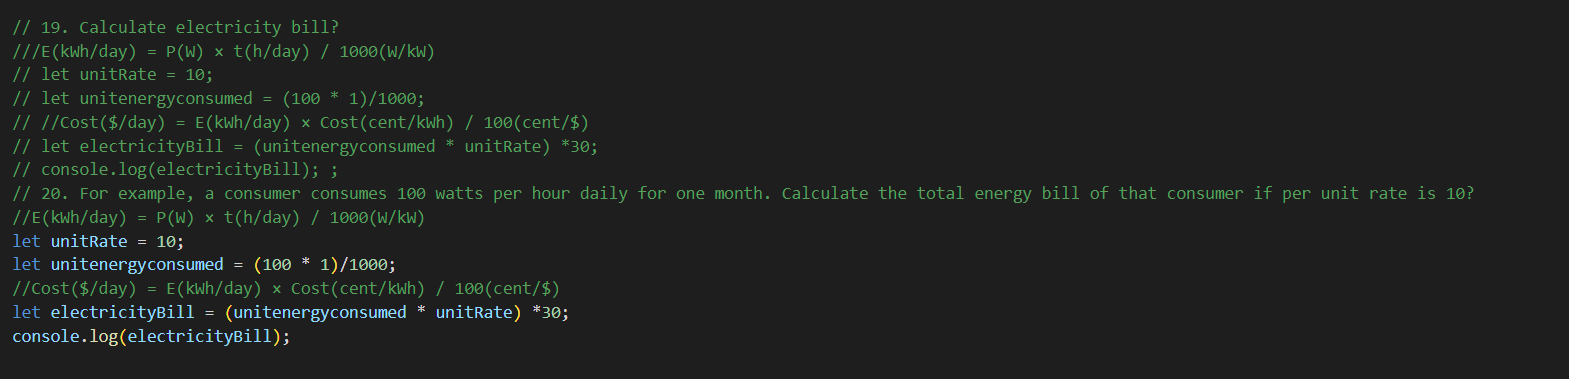 // 19. Calculate electricity bill?
///E(kWh/day) = P(W) × t(h/day) / 1000(W/kW)
// let unitRate = 10;
// let unitenergyconsumed = (100 * 1)/1000;
// //Cost($/day) = E(kWh/day) × Cost(cent/kWh) / 100(cent/$)
// let electricityBill = (unitenergyconsumed * unitRate) *30;
// console.log(electricityBill); ;
// 20. For example, a consumer consumes 100 watts per hour daily for one month. Calculate the total energy bill of that consumer if per unit rate is 10?
//E(kWh/day) = P(W) × t(h/day) / 1000(W/kW)
let unitRate = 10;
let unitenergyconsumed = (100 * 1)/1000;
//Cost($/day) = E(kWh/day) × Cost(cent/kWh) / 100(cent/$)
let electricityBill = (unitenergyconsumed * unitRate) *30;
console.log(electricityBill);